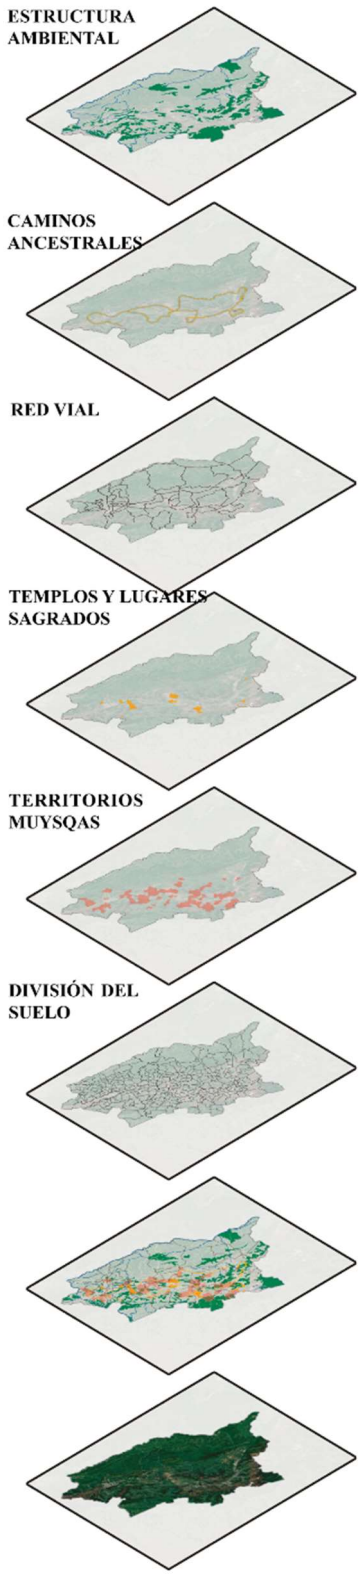 ESTRUCTURA
AMBIENTAL
CAMINOS
ANCESTRALES
RED VIAL
TEMPLOS Y LUGARES
SAGRADOS
TERRITORIOS
MUYSQAS
DIVISIÓN DEL
SUELO